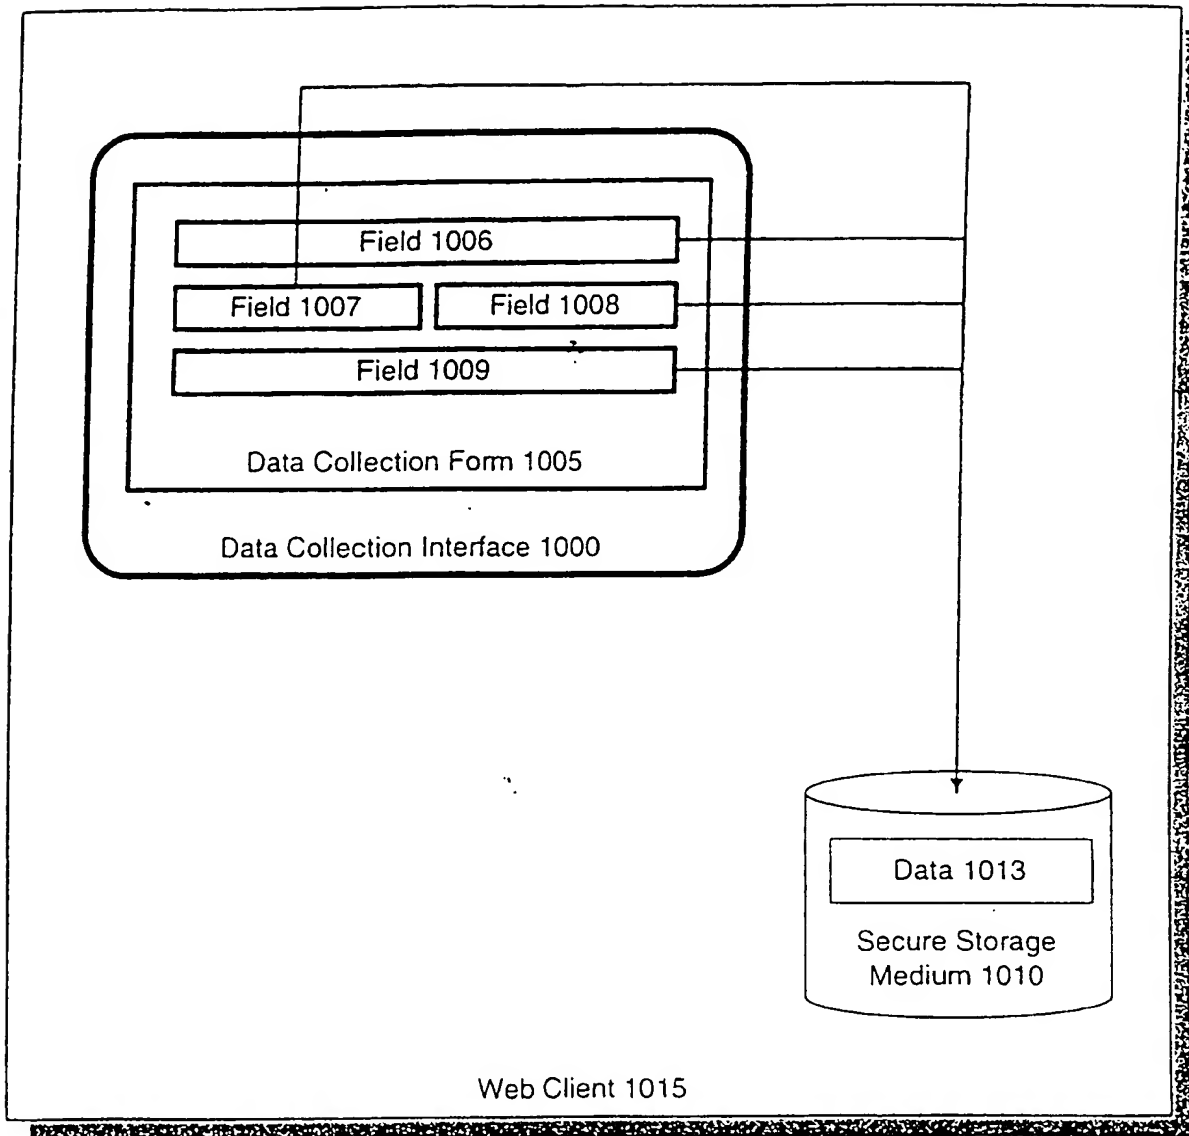 Field 1006
Field 1007
Field 1008
Field 1009
Data Collection Form 1005
Data Collection Interface 1000
Data 1013
Secure Storage
Medium 1010
Web Client 1015